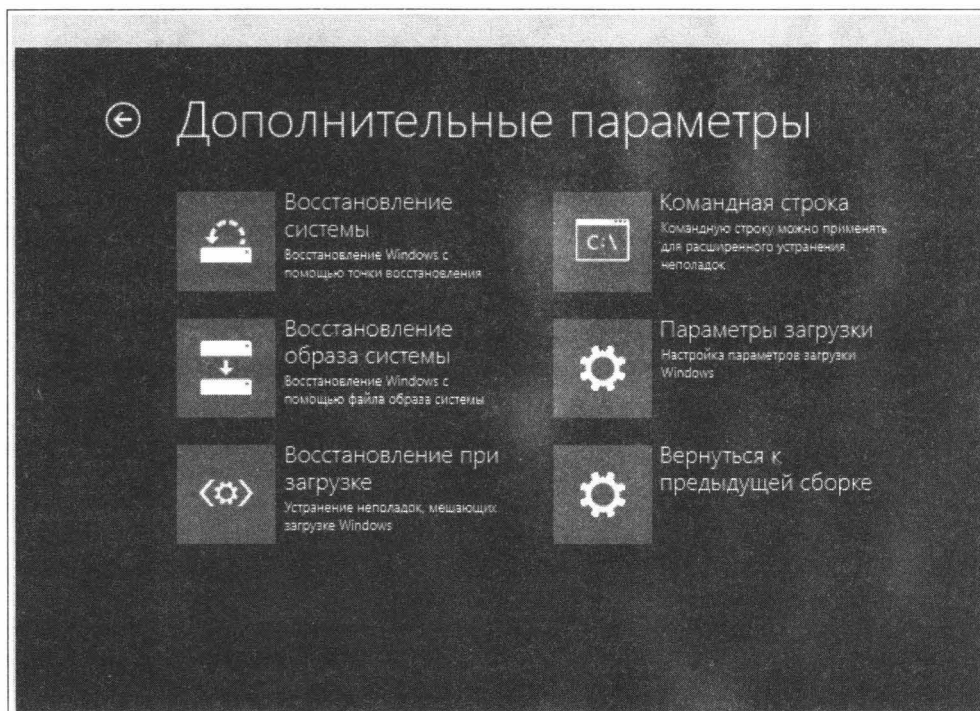 Дополнительные параметры
Восстановление
системы
Восстановление Windows с
помощью точки восстановления
Восстановление
образа системы
Восстановление Windows с
помощью файла образа системы
Восстановление при
загрузке
Устранение неполадок, мешающих
загрузке Windows
Командная строка
Командную строку можно применять
для расширенного устранения
неполадок
C:\
Параметры загрузки
Настройка параметров загрузки
Windows
Вернуться к
предыдущей сборке